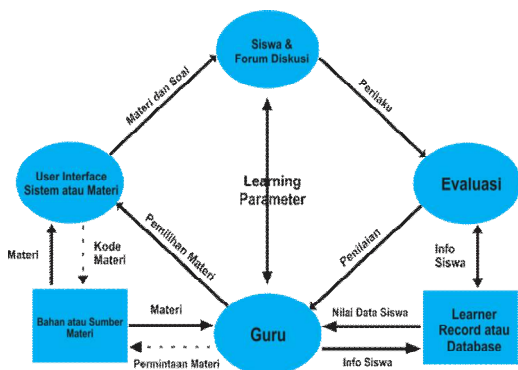 Siswa &
Forum Diskusi
Materi dan Soal
Perilaku
User Interface
Sistem atau Materi
Learning
Parameter
Evaluasi
Pemilihan Materi
Penilaian
Materi
Kode
Materi
Info
Siswa
Bahan atau Sumber
Materi
Materi
Permintaan Materi
Guru
Nilai Data Siswa
Info Siswa
Learner
Record atau
Database